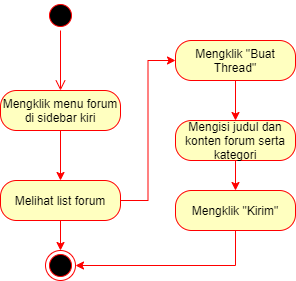 Mengklik menu forum
di sidebar kiri
Melihat list forum
Mengklik "Buat
Thread"
Mengisi judul dan
konten forum serta
kategori
Mengklik "Kirim"